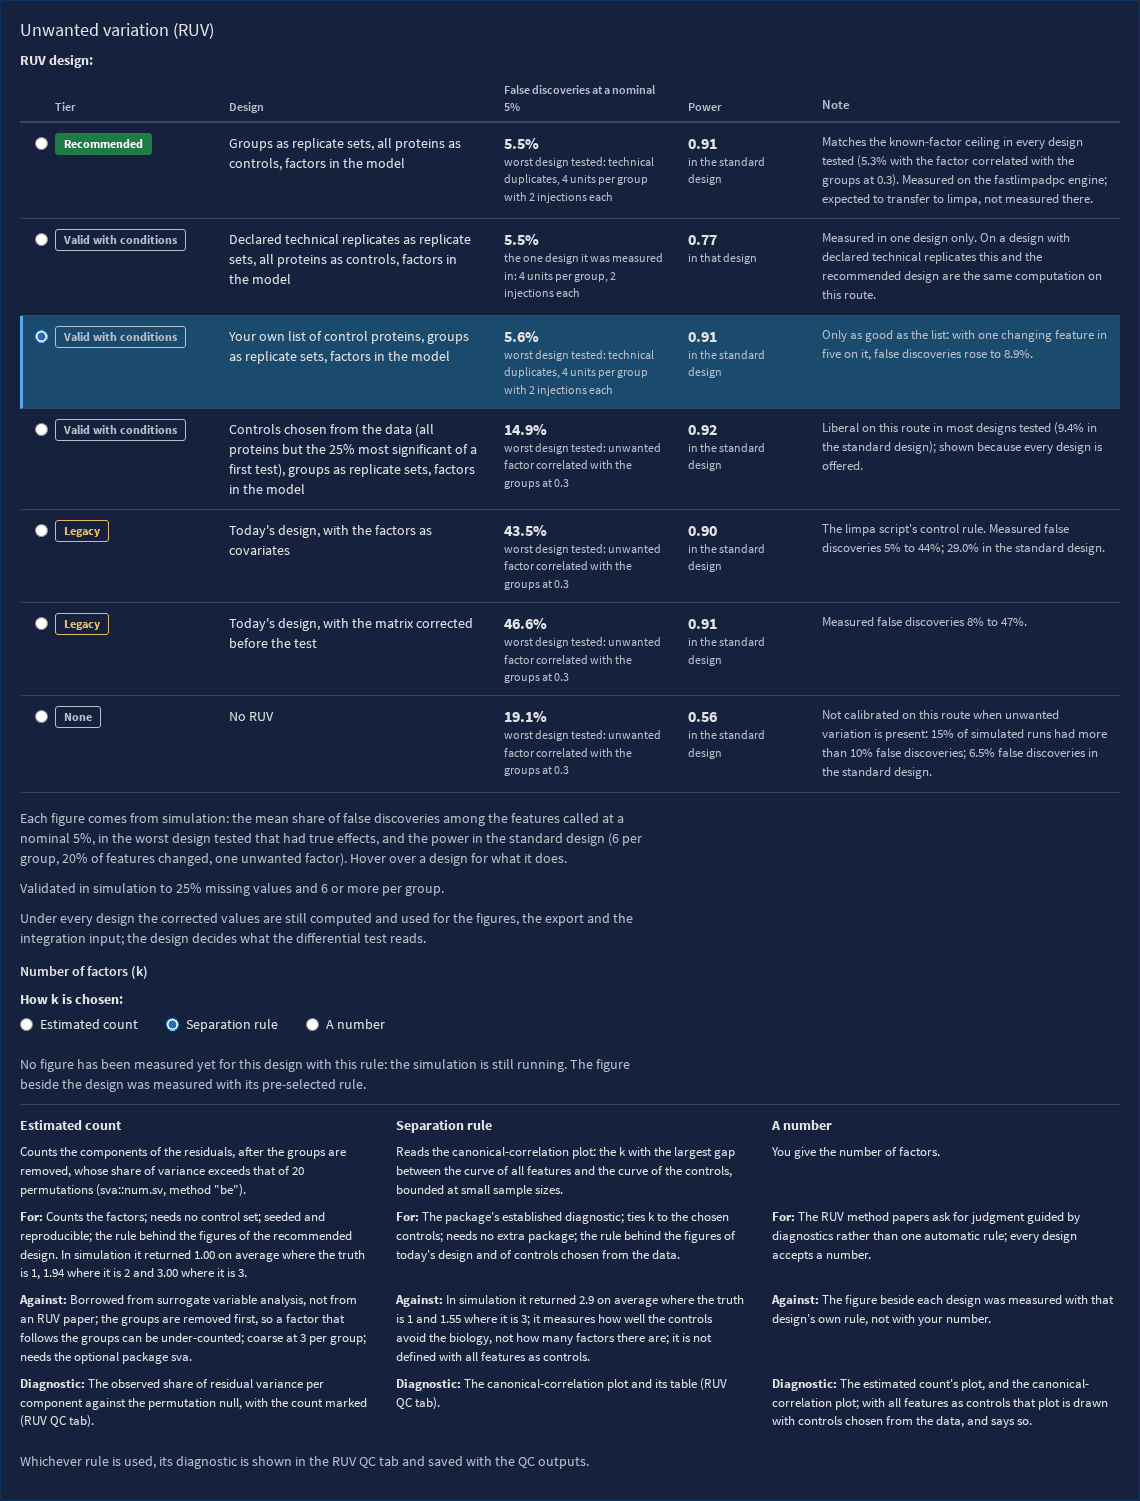 Unwanted variation (RUV)
RUV design:
Tier
Design
False discoveries at a nominal
5%
Power
Note
Recommended
Groups as replicate sets, all proteins as
controls, factors in the model
5.5%
worst design tested: technical
duplicates, 4 units per group
with 2 injections each
0.91
in the standard
design
Matches the known-factor ceiling in every design
tested (5.3% with the factor correlated with the
groups at 0.3). Measured on the fastlimpadpc engine;
expected to transfer to limpa, not measured there.
Valid with conditions
Declared technical replicates as replicate
sets, all proteins as controls, factors in
the model
5.5%
the one design it was measured
in: 4 units per group, 2
injections each
0.77
in that design
Measured in one design only. On a design with
declared technical replicates this and the
recommended design are the same computation on
this route.
Valid with conditions
Your own list of control proteins, groups
as replicate sets, factors in the model
5.6%
worst design tested: technical
duplicates, 4 units per group
with 2 injections each
0.91
in the standard
design
Only as good as the list: with one changing feature in
five on it, false discoveries rose to 8.9%.
Valid with conditions
Controls chosen from the data (all
proteins but the 25% most significant of a
first test), groups as replicate sets, factors
in the model
14.9%
worst design tested: unwanted
factor correlated with the
groups at 0.3
0.92
in the standard
design
Liberal on this route in most designs tested (9.4% in
the standard design); shown because every design is
offered.
Legacy
Today's design, with the factors as
covariates
43.5%
worst design tested: unwanted
factor correlated with the
groups at 0.3
0.90
in the standard
design
The limpa script's control rule. Measured false
discoveries 5% to 44%; 29.0% in the standard design.
Legacy
Today's design, with the matrix corrected
before the test
46.6%
worst design tested: unwanted
factor correlated with the
groups at 0.3
0.91
in the standard
design
Measured false discoveries 8% to 47%.
None
No RUV
19.1%
worst design tested: unwanted
factor correlated with the
groups at 0.3
0.56
in the standard
design
Not calibrated on this route when unwanted
variation is present: 15% of simulated runs had more
than 10% false discoveries; 6.5% false discoveries in
the standard design.
Each figure comes from simulation: the mean share of false discoveries among the features called at a
nominal 5%, in the worst design tested that had true effects, and the power in the standard design (6 per
group, 20% of features changed, one unwanted factor). Hover over a design for what it does.
Validated in simulation to 25% missing values and 6 or more per group.
Under every design the corrected values are still computed and used for the figures, the export and the
integration input; the design decides what the differential test reads.
Number of factors (k)
How k is chosen:
Estimated count
Separation rule
A number
No figure has been measured yet for this design with this rule: the simulation is still running. The figure
beside the design was measured with its pre-selected rule.
Estimated count
Counts the components of the residuals, after the groups are
removed, whose share of variance exceeds that of 20
permutations (sva::num.sv, method "be").
For: Counts the factors; needs no control set; seeded and
reproducible; the rule behind the figures of the recommended
design. In simulation it returned 1.00 on average where the truth
is 1, 1.94 where it is 2 and 3.00 where it is 3.
Against: Borrowed from surrogate variable analysis, not from
an RUV paper; the groups are removed first, so a factor that
follows the groups can be under-counted; coarse at 3 per group;
needs the optional package sva.
Diagnostic: The observed share of residual variance per
component against the permutation null, with the count marked
(RUV QC tab).
Separation rule
Reads the canonical-correlation plot: the k with the largest gap
between the curve of all features and the curve of the controls,
bounded at small sample sizes.
For: The package's established diagnostic; ties k to the chosen
controls; needs no extra package; the rule behind the figures of
today's design and of controls chosen from the data.
Against: In simulation it returned 2.9 on average where the truth
is 1 and 1.55 where it is 3; it measures how well the controls
avoid the biology, not how many factors there are; it is not
defined with all features as controls.
Diagnostic: The canonical-correlation plot and its table (RUV
QC tab).
A number
You give the number of factors.
For: The RUV method papers ask for judgment guided by
diagnostics rather than one automatic rule; every design
accepts a number.
Against: The figure beside each design was measured with that
design's own rule, not with your number.
Diagnostic: The estimated count's plot, and the canonical-
correlation plot; with all features as controls that plot is drawn
with controls chosen from the data, and says so.
Whichever rule is used, its diagnostic is shown in the RUV QC tab and saved with the QC outputs.